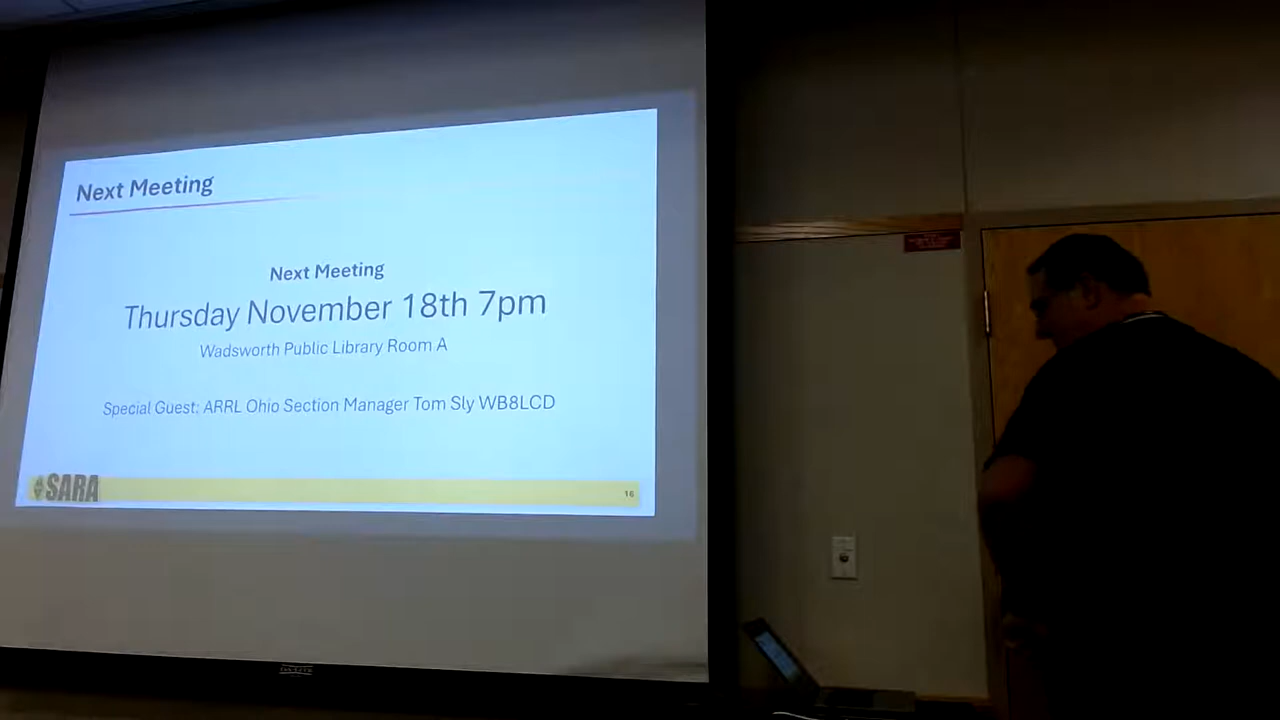 Next Meeting
Next Meeting
Thursday November 18th 7pm
Wadsworth Public Library Room A
Special Guest: ARRL Ohio Section Manager Tom Sly WB8LCD
SARA
16